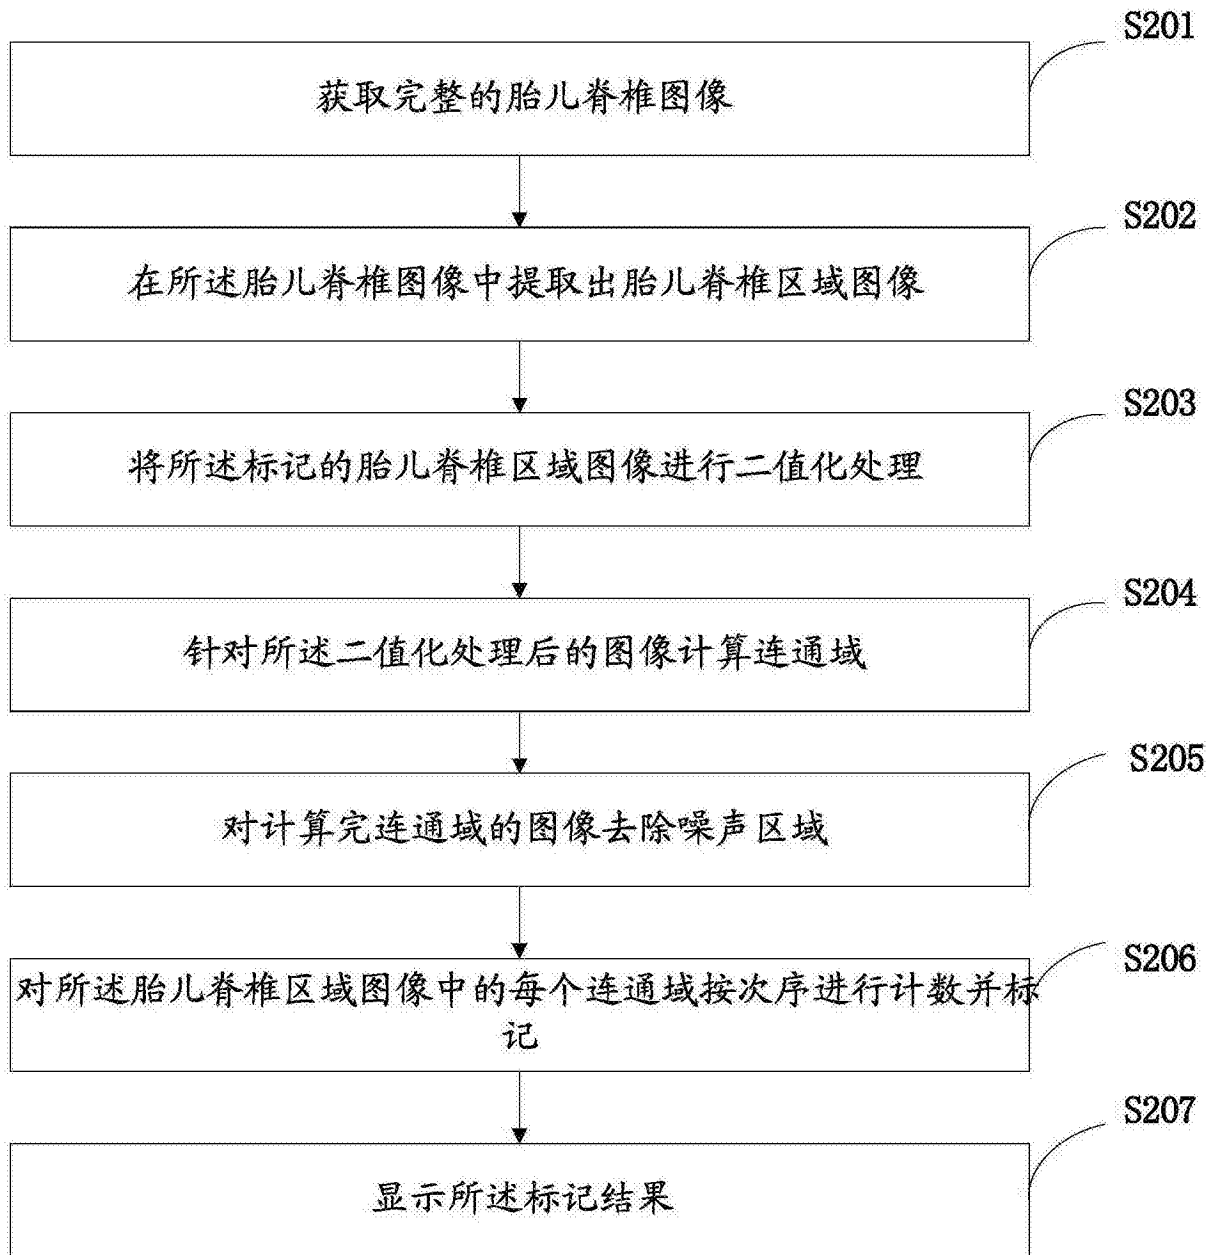 S201
获取完整的胎儿脊椎图像
S202
在所述胎儿脊椎图像中提取出胎儿脊椎区域图像
S203
将所述标记的胎儿脊椎区域图像进行二值化处理
S204
针对所述二值化处理后的图像计算连通域
S205
对计算完连通域的图像去除噪声区域
S206
对所述胎儿脊椎区域图像中的每个连通域按次序进行计数并标
记
S207
显示所述标记结果